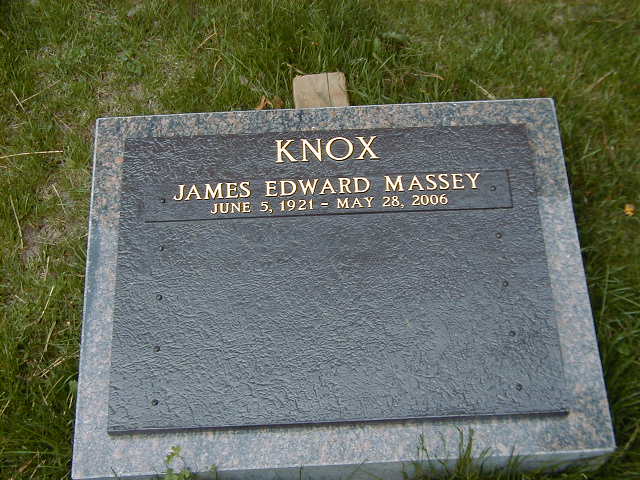 KNOX
JAMES EDWARD MASSEY
JUNE 5, 1921 - MAY 28, 2006